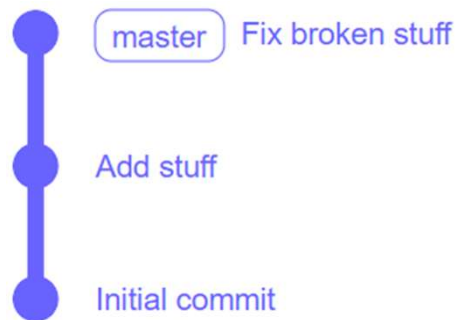 master Fix broken stuff
Add stuff
Initial commit